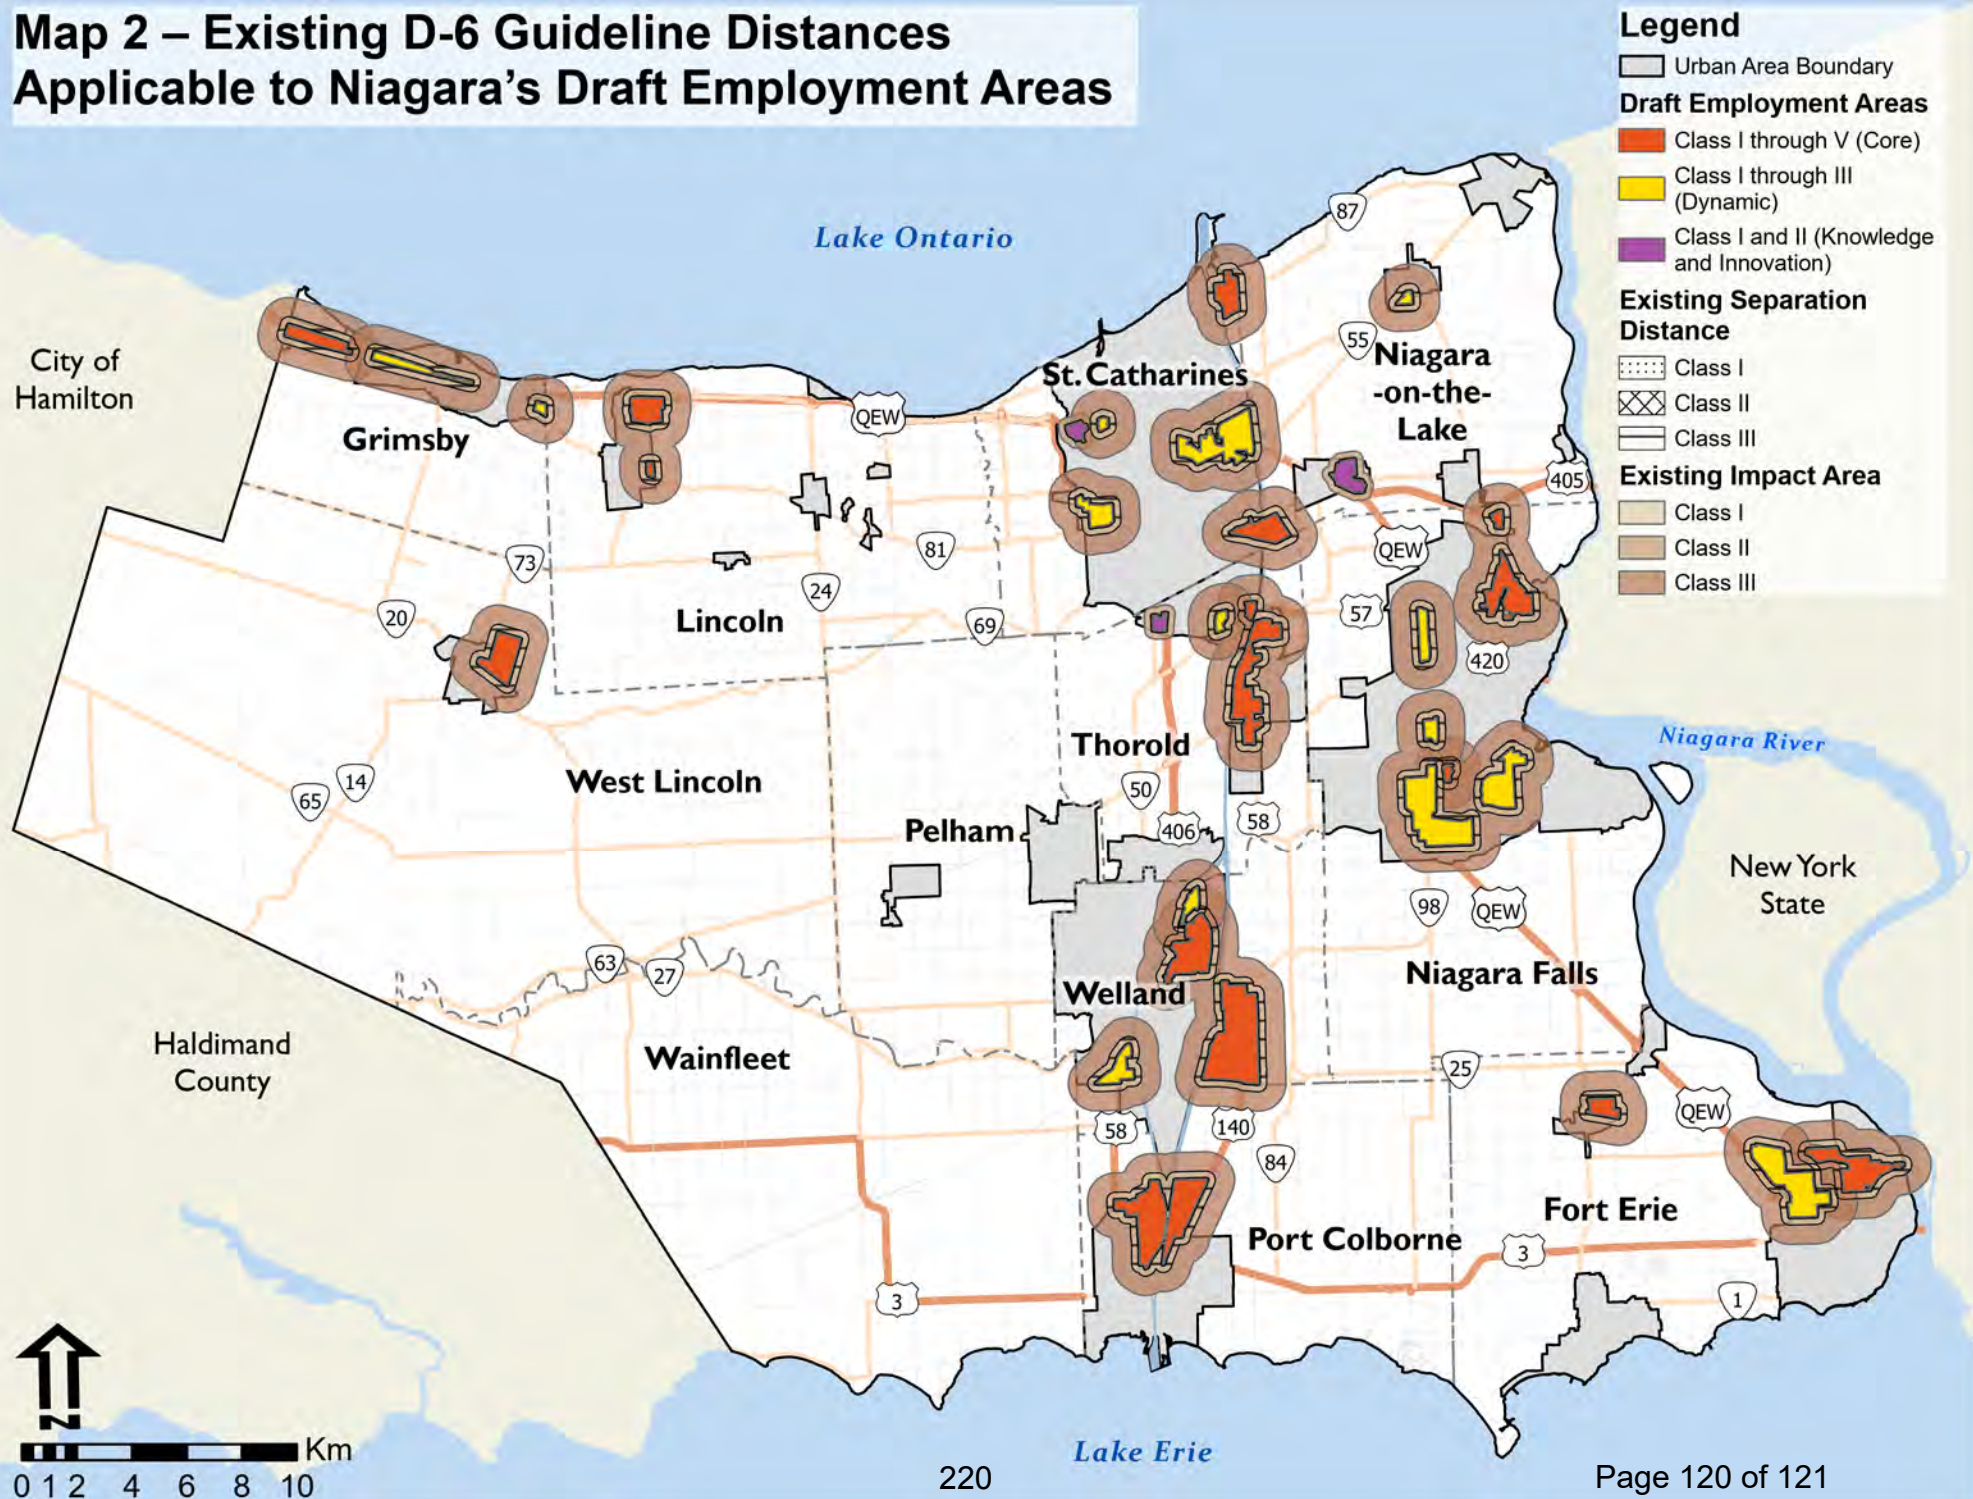 Map 2 – Existing D-6 Guideline Distances
Applicable to Niagara's Draft Employment Areas
Legend
Urban Area Boundary
Draft Employment Areas
Class I through V (Core)
Class I through III
(Dynamic)
Class I and II (Knowledge
and Innovation)
Existing Separation
Distance
Class I
Class II
Class III
Existing Impact Area
Class I
Class II
Class III
Lake Ontario
87
55
City of
Hamilton
Niagara
-on-the-
Lake
St. Catharines
QEW
Grimsby
405
81
QEW
73
24
20
57
Lincoln
69
420
Thorold
Niagara River
West Lincoln
14
65
50
58
406
Pelham
New York
State
98
QEW
63
27
Niagara Falls
Welland
Haldimand
County
Wainfleet
25
QEW
58
140
84
Fort Erie
Port Colborne
3
3
1
N
Km
0 1 2 4 6 8 10
Lake Erie
220
Page 120 of 121